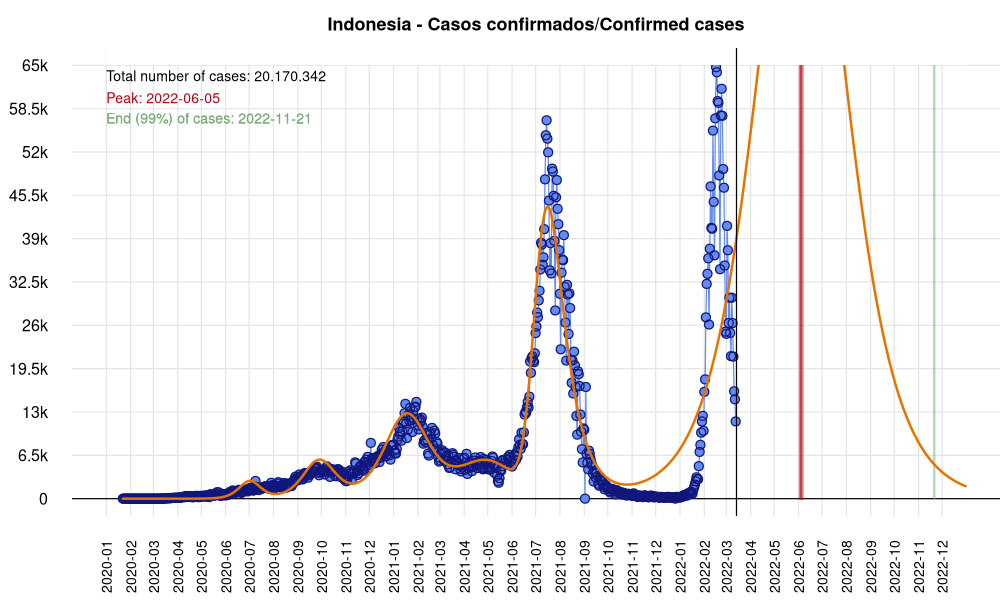 Indonesia - Casos confirmados/Confirmed cases
Total number of cases: 20.170.342
Peak: 2022-06-05
End (99%) of cases: 2022-11-21
65k
58.5k
52k
45.5k
39k
32.5k
26k
19.5k
13k
6.5k
0
2020-01
2020-02
2020-03
2020-04
2020-05
2020-06
2020-07
2020-08
2020-09
2020-10
2020-11
2020-12
2021-01
2021-02
2021-03
2021-04
2021-05
2021-06
2021-07
2021-08
2021-09
2021-10
2021-11
2021-12
2022-01
2022-02
2022-03
2022-04
2022-05
2022-06
2022-07
2022-08
2022-09
2022-10
2022-11
2022-12